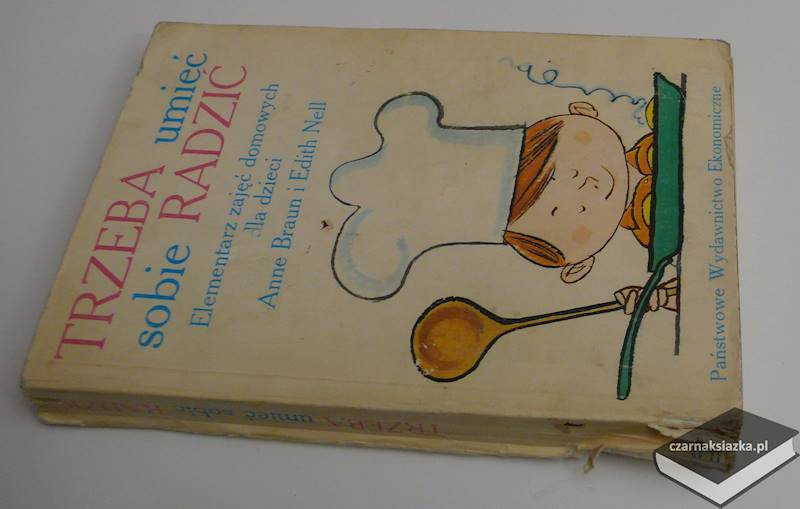 TRZEBA umieć
sobie RADZIĆ
Elementarz zajęć domowych
dla dzieci
Anne Braun i Edith Nell
Państwowe Wydawnictwo Ekonomiczne
TRZEBA umieć sobie RADZIĆ
czarnaksiazka.pl